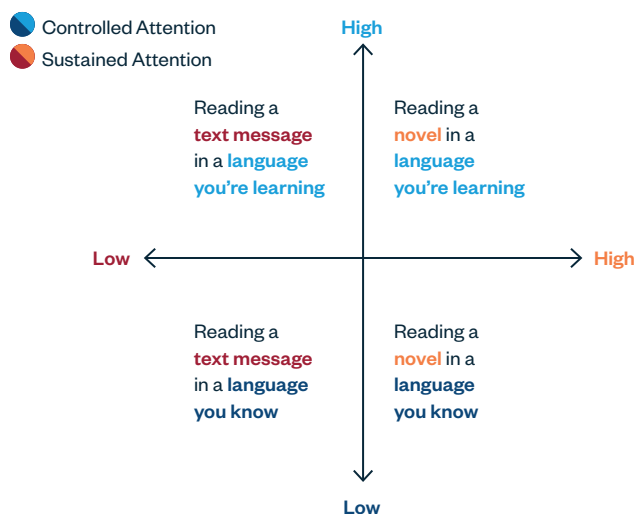 Controlled Attention
Sustained Attention
High
Reading a
text message
in a language
you’re learning
Reading a
novel in a
language
you’re learning
Low
High
Reading a
text message
in a language
you know
Reading a
novel in a
language
you know
Low